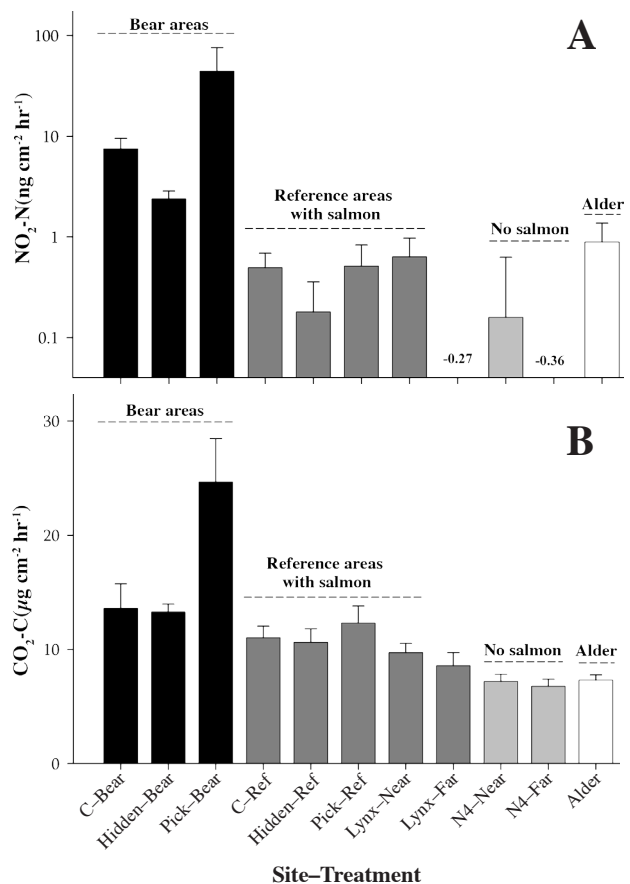 Bear areas
A
100
10
1
0.1
NO2-N(ng cm-2 hr-1)
Reference areas
with salmon
No salmon
Alder
-0.27
-0.36
Bear areas
B
30
20
10
0
CO2-C(μg cm-2 hr-1)
Reference areas
with salmon
No salmon
Alder
C–Bear
Hidden–Bear
Pick–Bear
C–Ref
Hidden–Ref
Pick–Ref
Lynx–Near
Lynx–Far
N4–Near
N4–Far
Alder
Site–Treatment